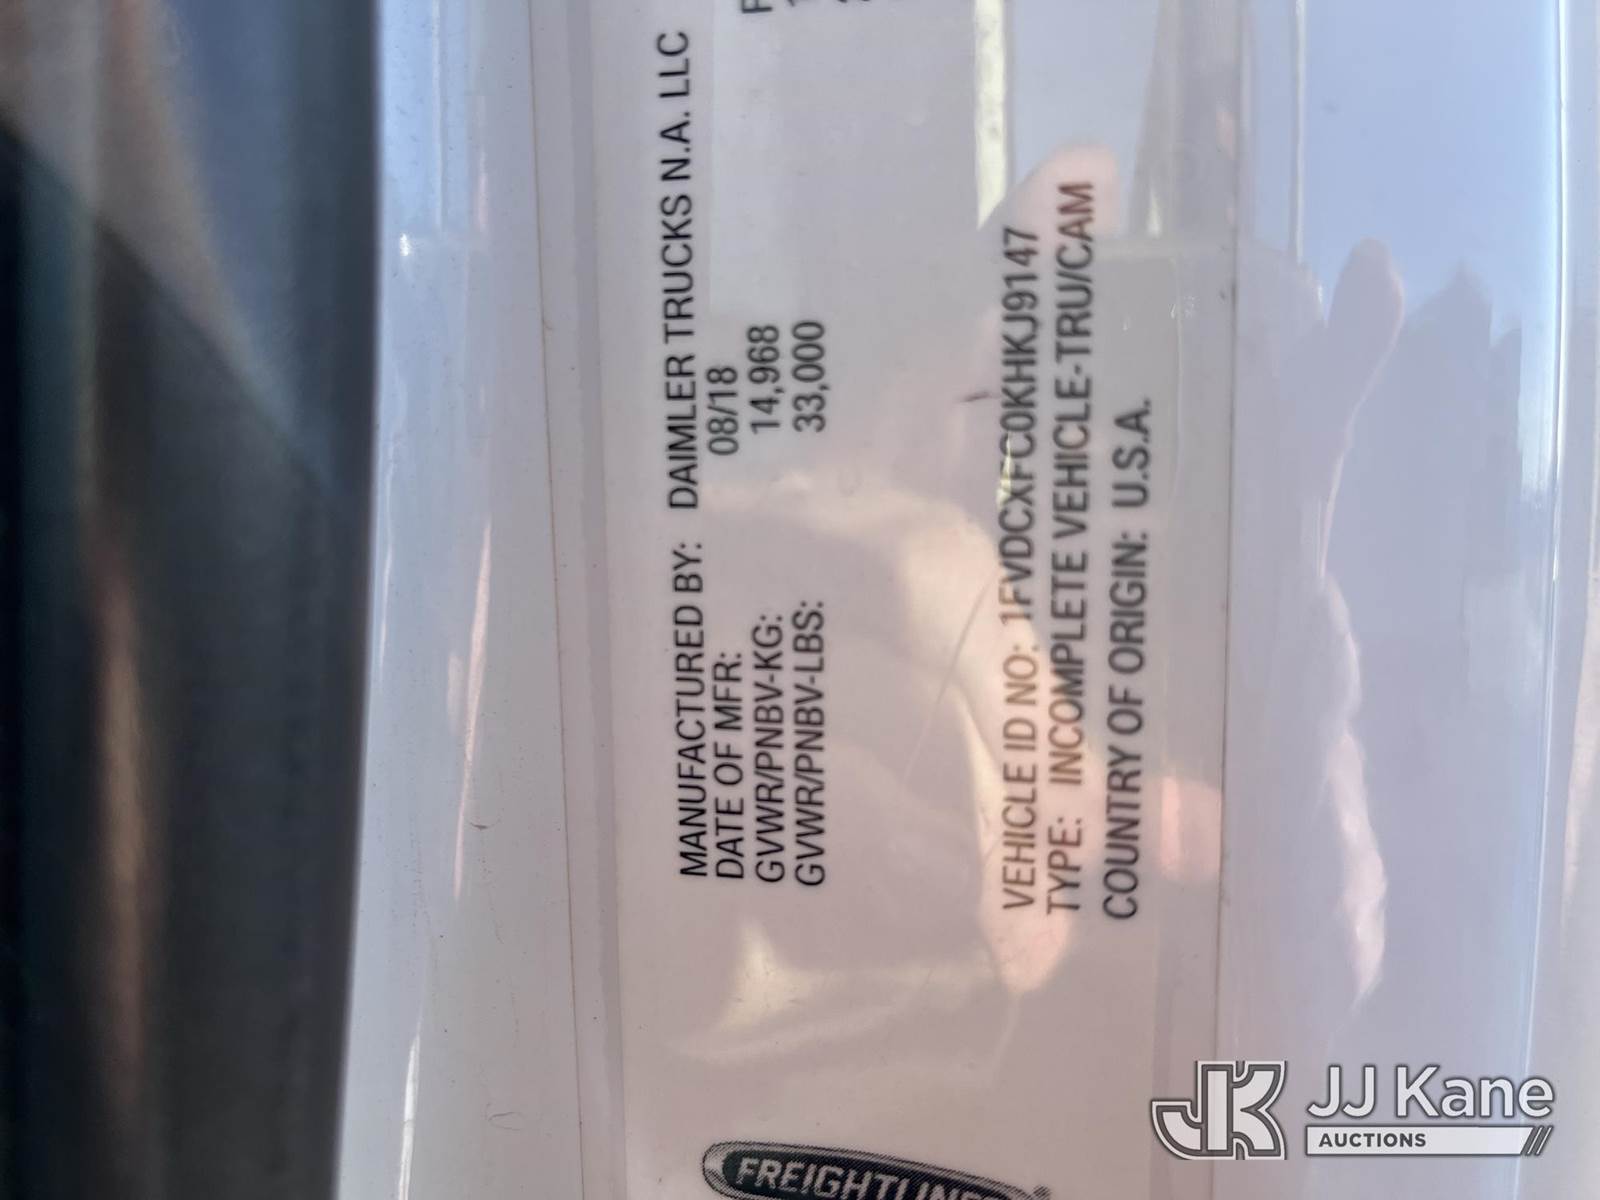 MANUFACTURED BY: DAIMLER TRUCKS N.A. LLC
DATE OF MFR: 08/18
GVWR/PNBV-KG: 14,968
GVWR/PNBV-LBS: 33,000
VEHICLE ID NO: 1FVDCXFC0KHKJ9147
TYPE: INCOMPLETE VEHICLE-TRU/CAM
COUNTRY OF ORIGIN: U.S.A.
JK JJ Kane
AUCTIONS